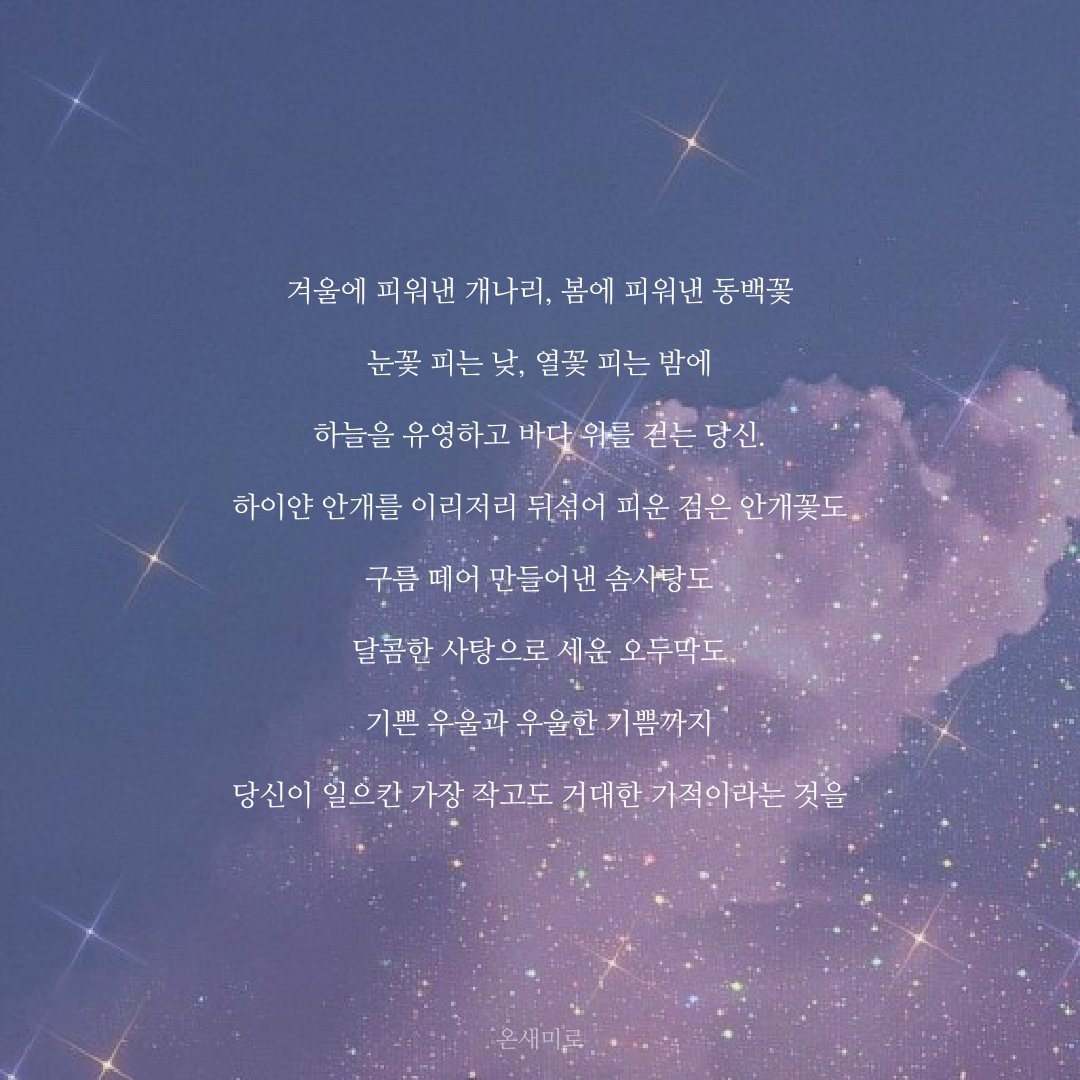 겨울에 피워낸 개나리, 봄에 피워낸 동백꽃
눈꽃 피는 낮, 열꽃 피는 밤에
하늘을 유영하고 바다 위를 걷는 당신.
하이얀 안개를 이리저리 뒤섞어 피운 검은 안개꽃도
구름 떼어 만들어낸 솜사탕도
달콤한 사탕으로 세운 오두막도
기쁜 우울과 우울한 기쁨까지
당신이 일으칸 가장 작고도 거대한 기적이라는 것을
온새미로